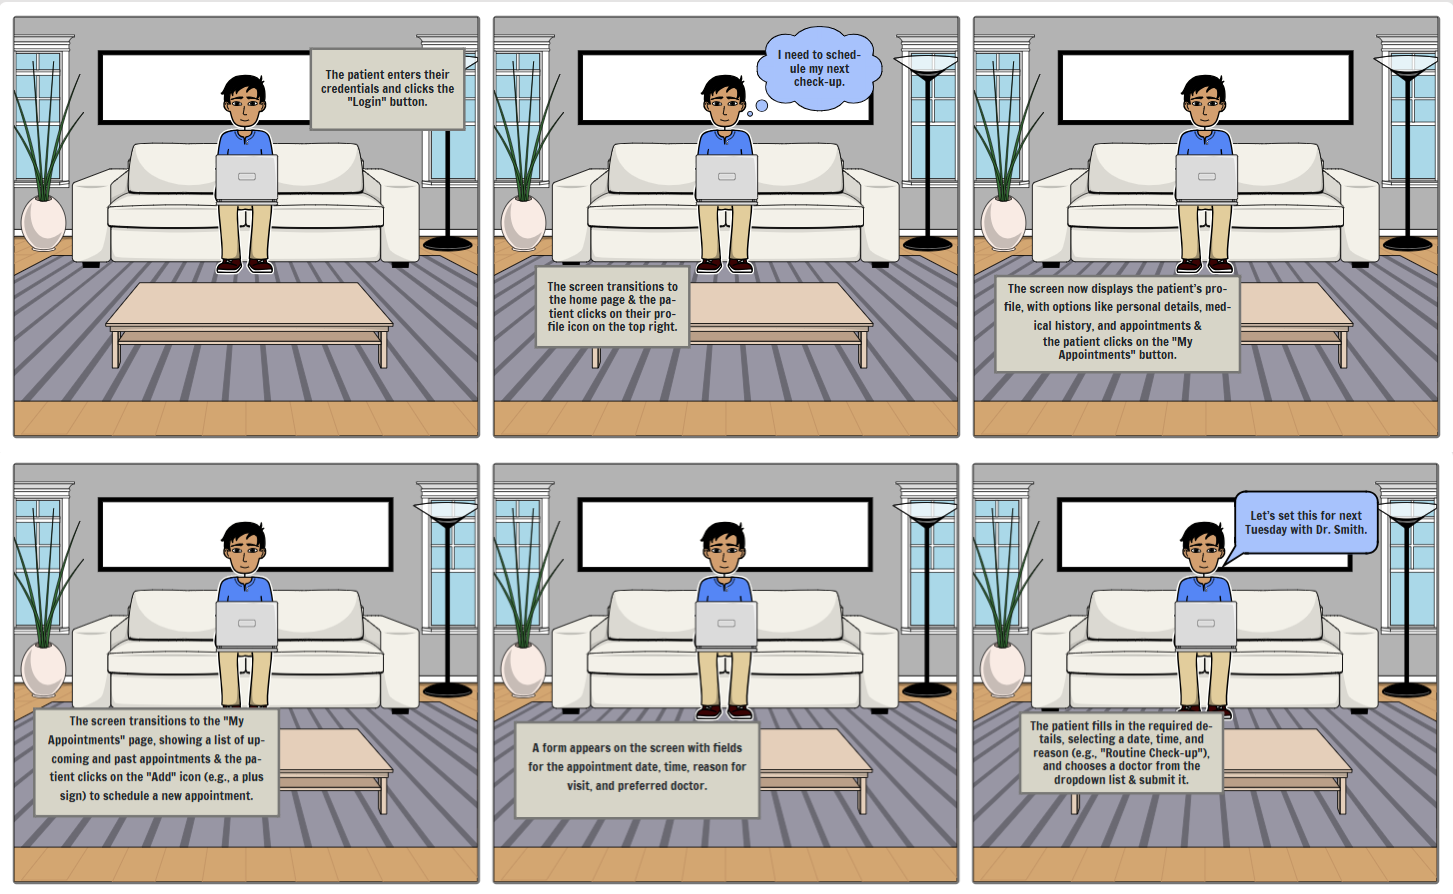 The patient enters their
credentials and clicks the
"Login" button.
I need to sched-
ule my next
check-up.
The screen transitions to
the home page & the pa-
tient clicks on their pro-
file icon on the top right.
The screen now displays the patient's pro-
file, with options like personal details, med-
ical history, and appointments &
the patient clicks on the "My
Appointments" button.
The screen transitions to the "My
Appointments" page, showing a list of up-
coming and past appointments & the pa-
tient clicks on the "Add" icon (e.g., a plus
sign) to schedule a new appointment.
A form appears on the screen with fields
for the appointment date, time, reason for
visit, and preferred doctor.
Let's set this for next
Tuesday with Dr. Smith.
The patient fills in the required de-
tails, selecting a date, time, and
reason (e.g., "Routine Check-up"),
and chooses a doctor from the
dropdown list & submit it.